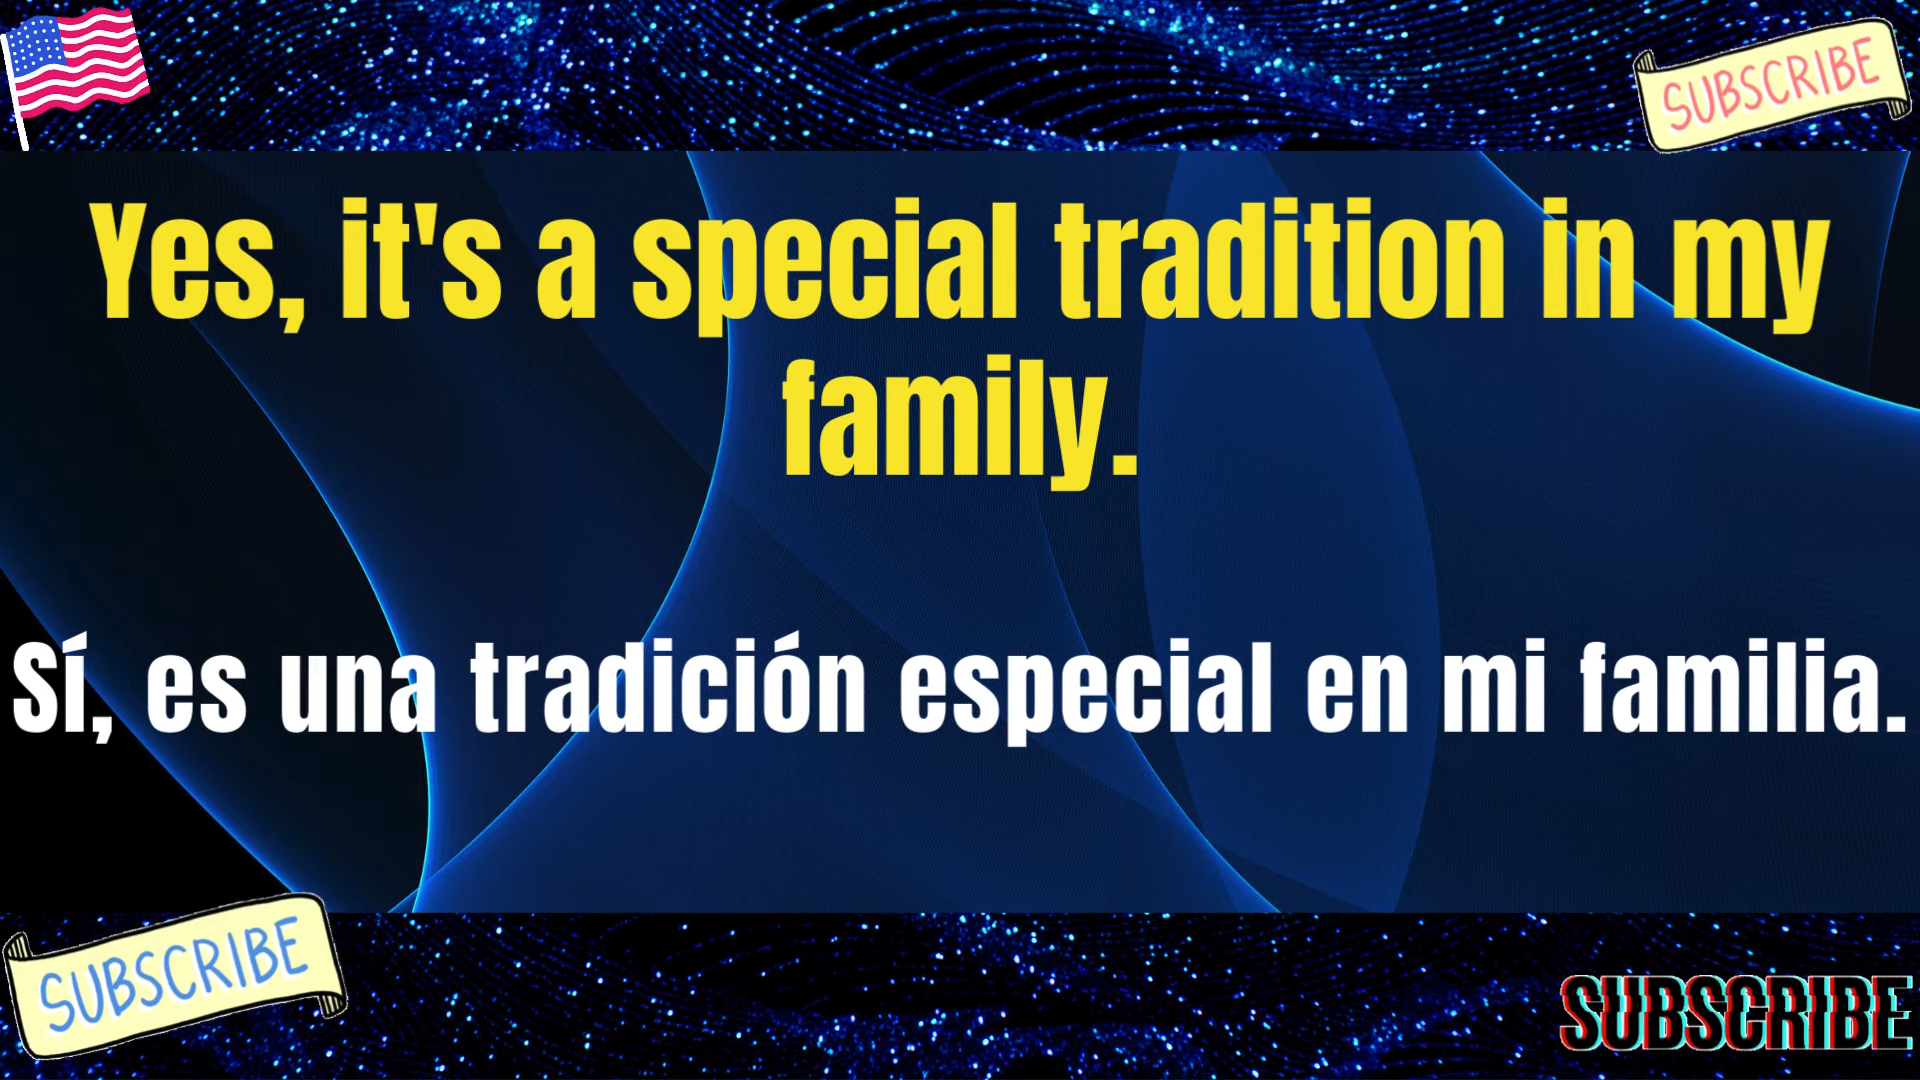 SUBSCRIBE
Yes, it's a special tradition in my
family.
Sí, es una tradición especial en mi familia.
SUBSCRIBE
SUBSCRIBE